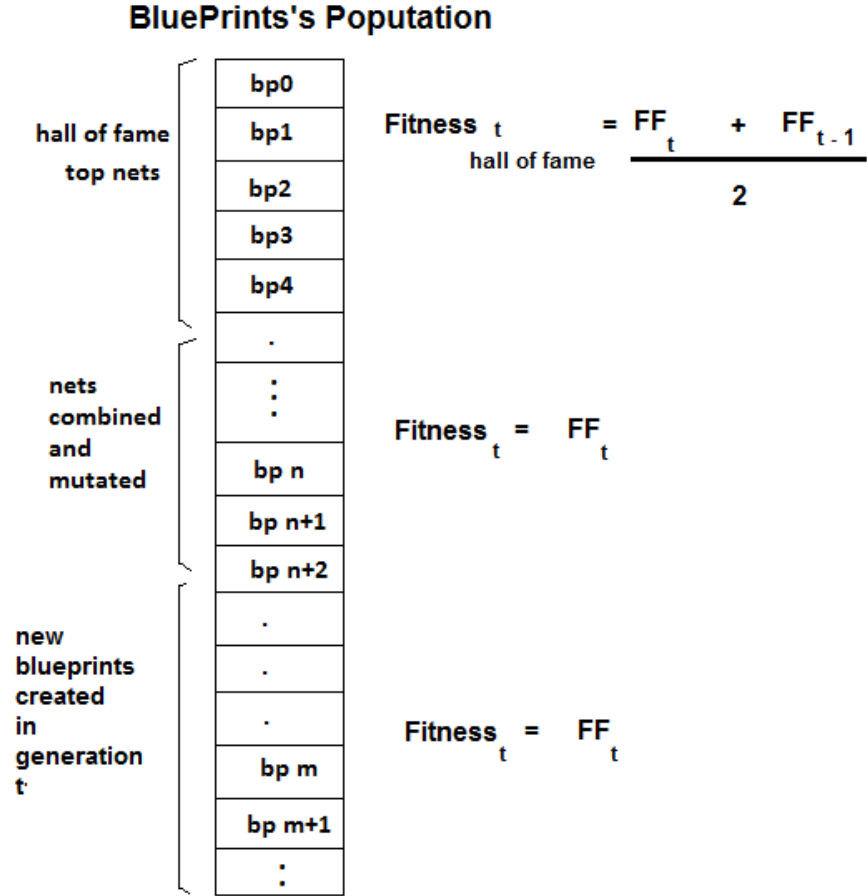 BluePrints's Poputation
hall of fame
top nets
bp0
bp1
bp2
bp3
bp4
.
⋮
Fitness t hall of fame = FF t + FF t - 1
2
nets
combined
and
mutated
bp n
bp n+1
bp n+2
Fitness t = FF t
new
blueprints
created
in
generation
t.
.
.
.
bp m
bp m+1
:
Fitness t = FF t